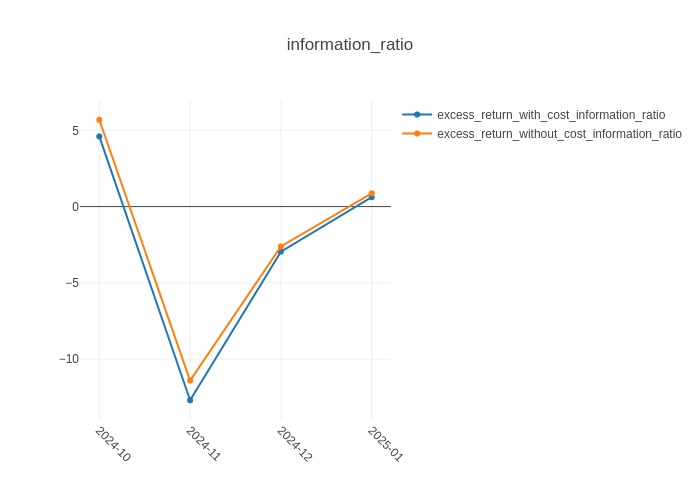 information_ratio
excess_return_with_cost_information_ratio
excess_return_without_cost_information_ratio
5
0
−5
−10
2024-10
2024-11
2024-12
2025-01